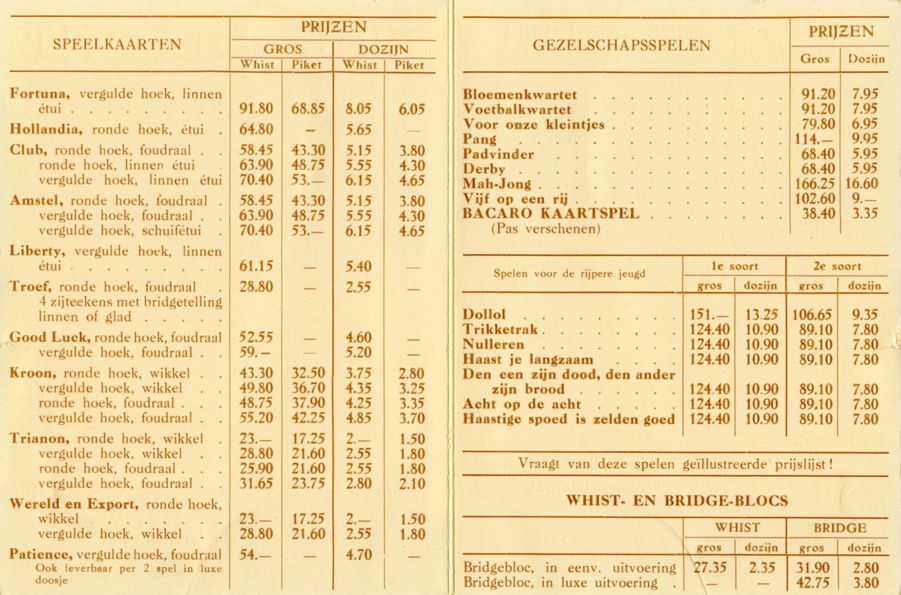 SPEELKAARTEN
PRIJZEN
GROS DOZIJN
Whist Piket Whist Piket
Fortuna, vergulde hoek, linnen
étui . . . . . . . . . 91.80 68.85 8.05 6.05
Hollandia, ronde hoek, étui . 64.80 — 5.65 —
Club, ronde hoek, foudraal . . 58.45 43.30 5.15 3.80
ronde hoek, linnen étui 63.90 48.75 5.55 4.30
vergulde hoek, linnen étui 70.40 53.— 6.15 4.65
Amstel, ronde hoek, foudraal . 58.45 43.30 5.15 3.80
vergulde hoek, foudraal . 63.90 48.75 5.55 4.30
vergulde hoek, schuifétui . 70.40 53.— 6.15 4.65
Liberty, vergulde hoek, linnen
étui . . . . . . . . . 61.15 — 5.40 —
Troef, ronde hoek, foudraal . 28.80 — 2.55 —
4 zijteekens met bridgetelling
linnen of glad . . . . .
Good Luck, ronde hoek, foudraal 52.55 — 4.60 —
vergulde hoek, foudraal . 59.— — 5.20 —
Kroon, ronde hoek, wikkel . . 43.30 32.50 3.75 2.80
vergulde hoek, wikkel . . 49.80 36.70 4.35 3.25
ronde hoek, foudraal . . . 48.75 37.90 4.25 3.35
vergulde hoek, foudraal . . 55.20 42.25 4.85 3.70
Trianon, ronde hoek, wikkel . 23.— 17.25 2.— 1.50
vergulde hoek, wikkel . . 28.80 21.60 2.55 1.80
ronde hoek, foudraal . . . 25.90 21.60 2.55 1.80
vergulde hoek, foudraal . . 31.65 23.75 2.80 2.10
Wereld en Export, ronde hoek,
wikkel . . . . . . . 23.— 17.25 2.— 1.50
vergulde hoek, wikkel . . 28.80 21.60 2.55 1.80
Patience, vergulde hoek, foudraal 54.— — 4.70 —
Ook leverbaar per 2 spel in luxe
doosje
GEZELSCHAPSSPELEN
PRIJZEN
Gros Dozijn
Bloemenkwartet . . . . . . . . . . 91.20 7.95
Voetbalkwartet . . . . . . . . . . 91.20 7.95
Voor onze kleintjes . . . . . . . . . 79.80 6.95
Pang . . . . . . . . . . . . . 114.— 9.95
Padvinder . . . . . . . . . . . . 68.40 5.95
Derby . . . . . . . . . . . . . 68.40 5.95
Mah-Jong . . . . . . . . . . . . 166.25 16.60
Vijf op een rij . . . . . . . . . . . 102.60 9.—
BACARO KAARTSPEL . . . . . . . 38.40 3.35
(Pas verschenen)
Spelen voor de rijpere jeugd
1e soort 2e soort
gros dozijn gros dozijn
Dollol . . . . . . . . . 151.— 13.25 106.65 9.35
Trikketrak . . . . . . . . 124.40 10.90 89.10 7.80
Nulleren . . . . . . . . 124.40 10.90 89.10 7.80
Haast je langzaam . . . . . 124.40 10.90 89.10 7.80
Den een zijn dood, den ander
zijn brood . . . . . . 124.40 10.90 89.10 7.80
Acht op de acht . . . . . 124.40 10.90 89.10 7.80
Haastige spoed is zelden goed 124.40 10.90 89.10 7.80
Vraagt van deze spelen geïllustreerde prijslijst !
WHIST- EN BRIDGE-BLOCS
WHIST BRIDGE
gros dozijn gros dozijn
Bridgebloc, in eenv. uitvoering 27.35 2.35 31.90 2.80
Bridgebloc, in luxe uitvoering . — — 42.75 3.80